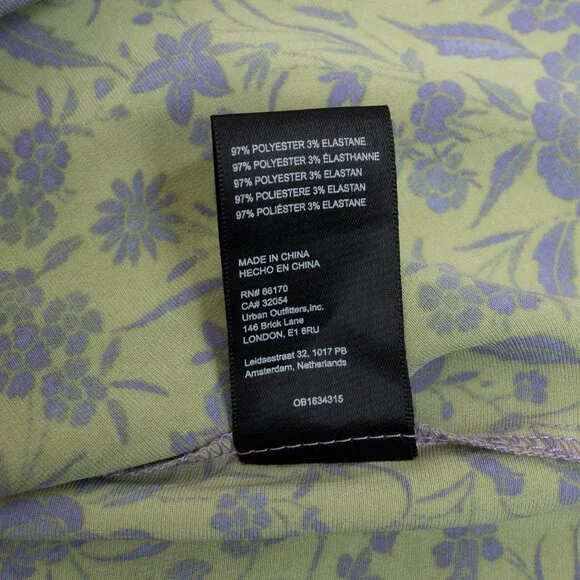 97% POLYESTER 3% ELASTANE
97% POLYESTER 3% ÉLASTHANNE
97% POLYESTER 3% ELASTAN
97% POLIESTERE 3% ELASTAN
97% POLIÉSTER 3% ELASTANE
MADE IN CHINA
HECHO EN CHINA
RN# 66170
CA# 32054
Urban Outfitters,Inc.
146 Brick Lane
LONDON, E1 6RU
Leidsestraat 32, 1017 PB
Amsterdam, Netherlands
OB1634315